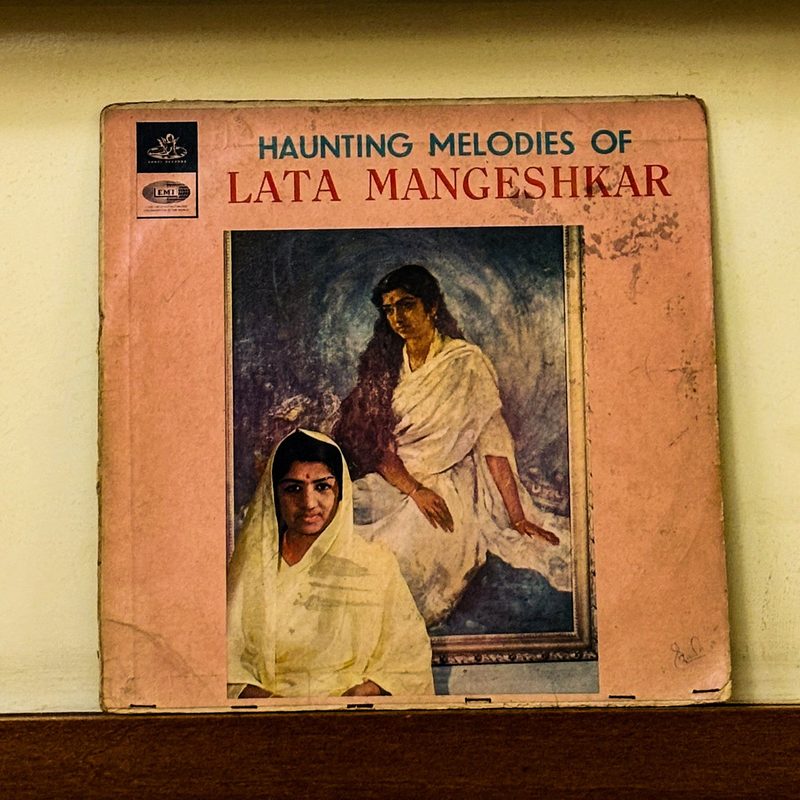 HAUNTING MELODIES OF
LATA MANGESHKAR
EMI